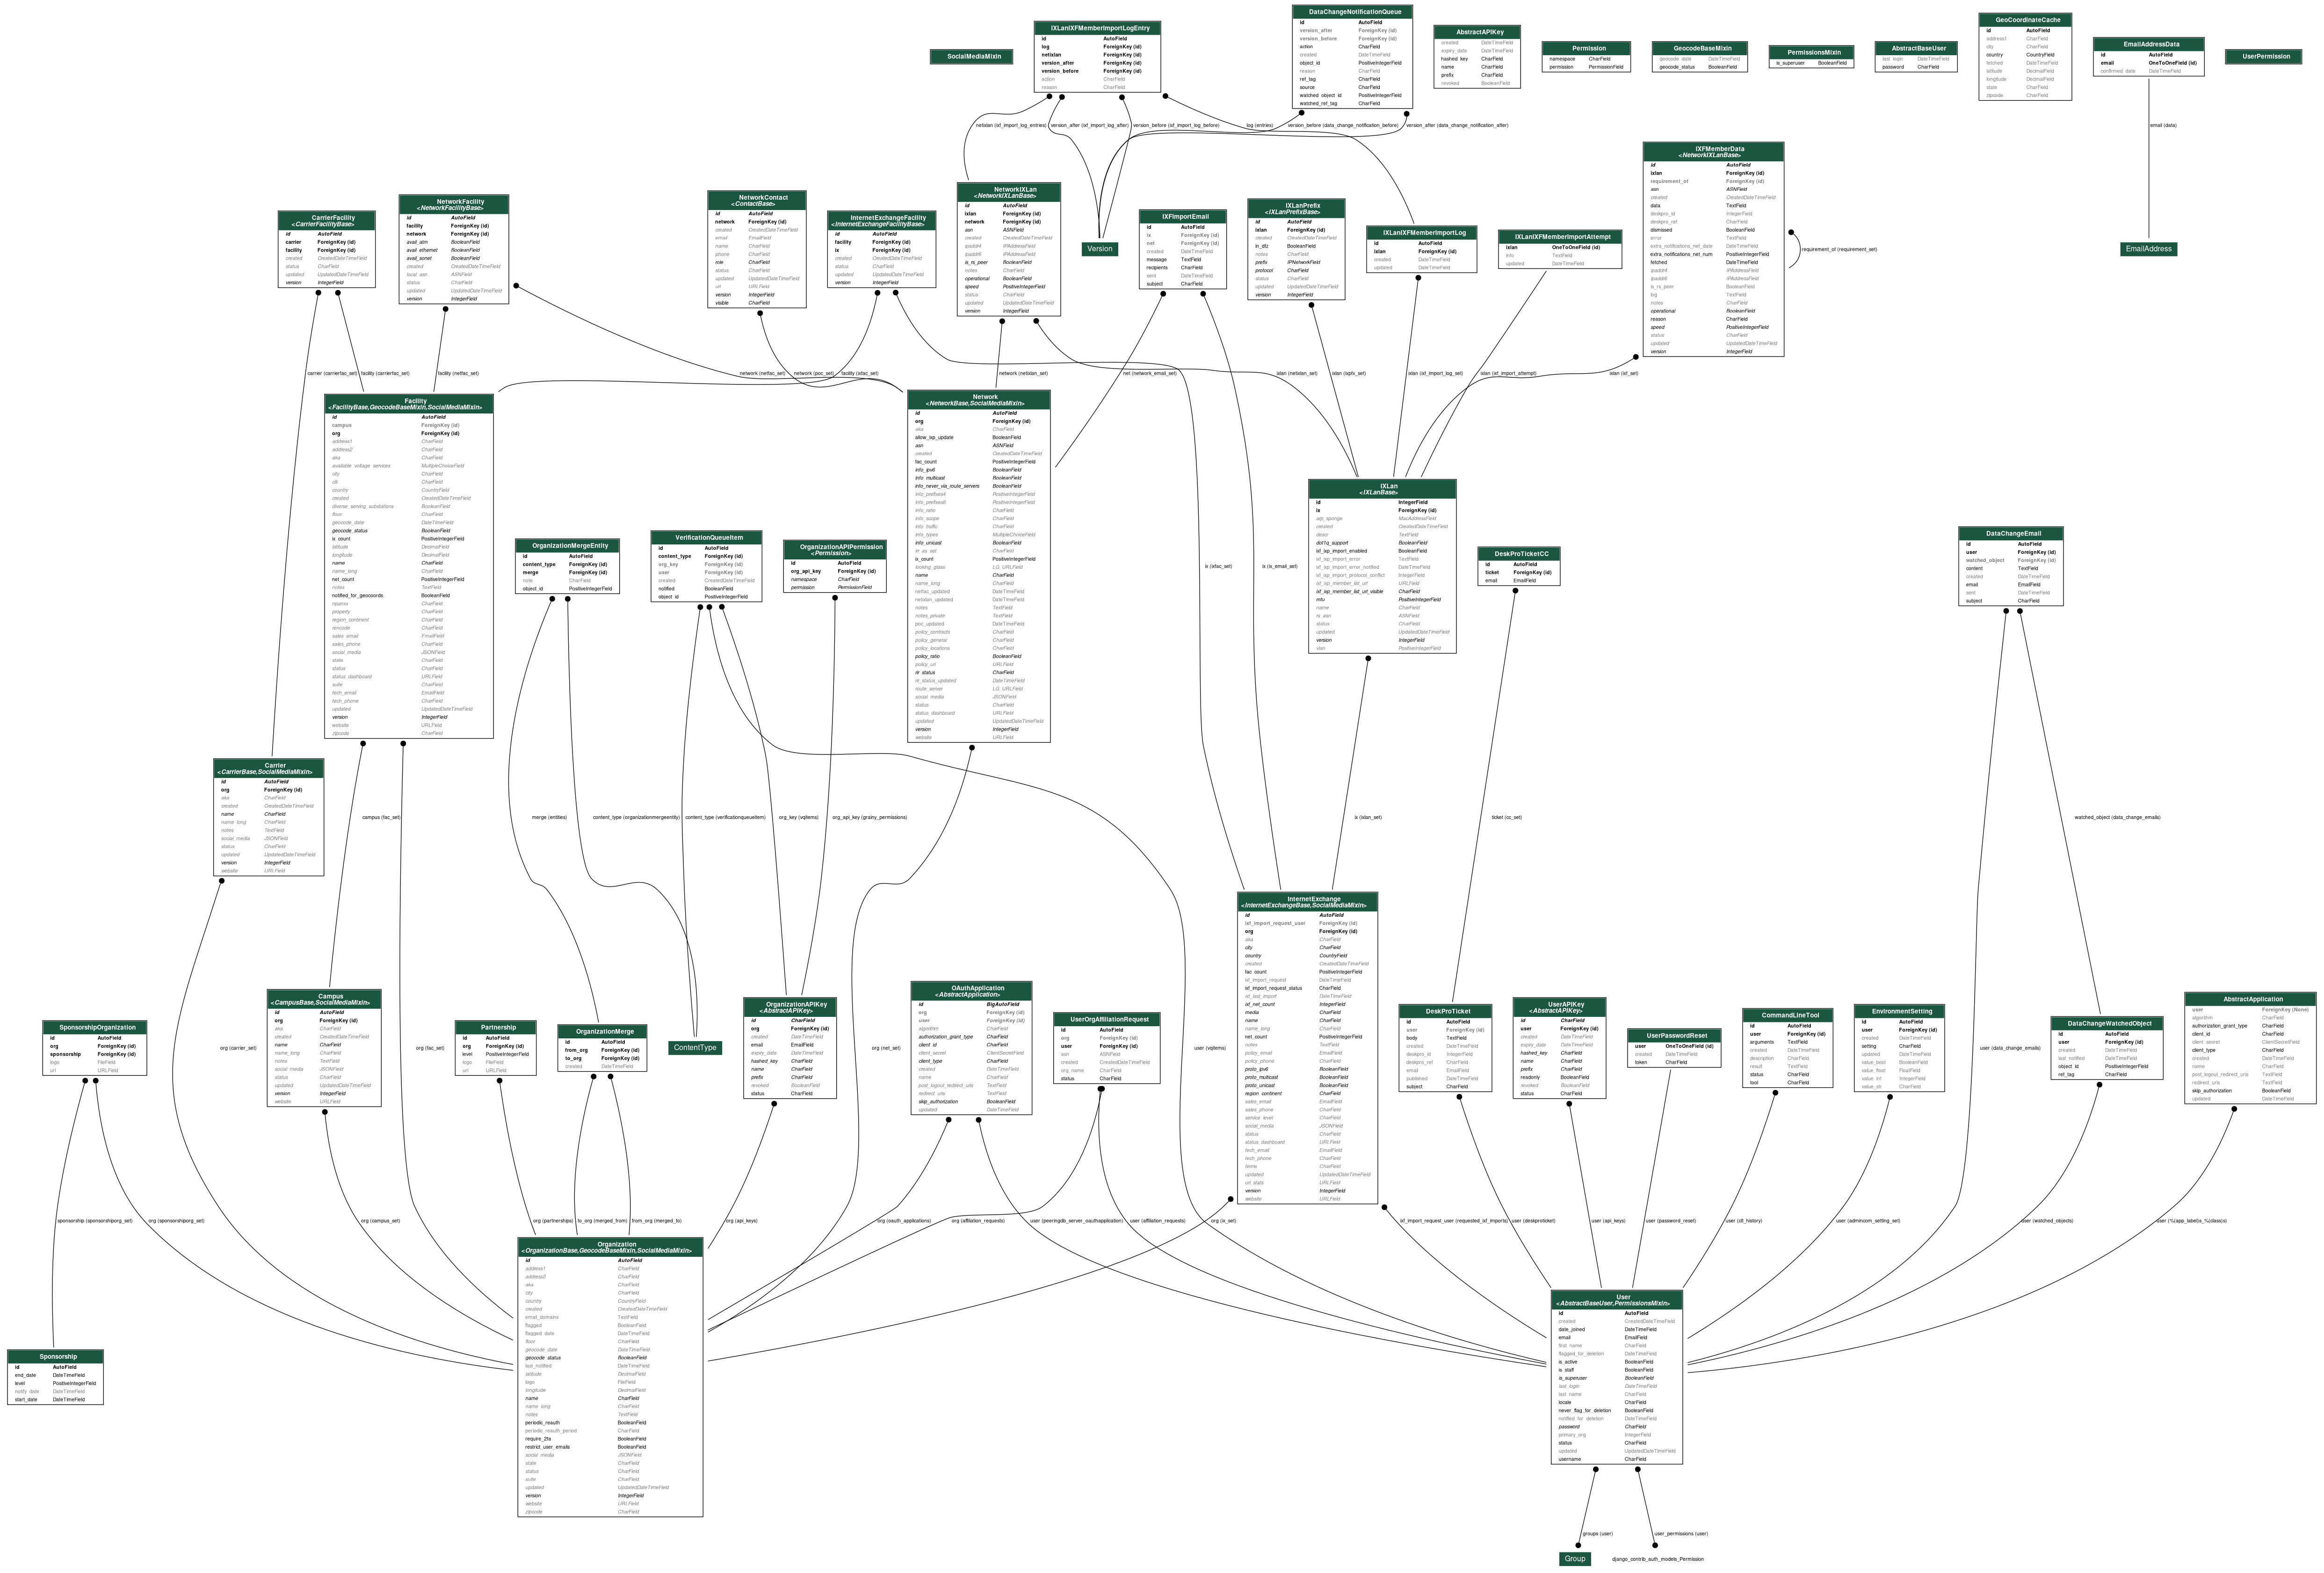 SocialMediaMixin
IXLanIXFMemberImportLogEntry
id AutoField
log ForeignKey (id)
netixlan ForeignKey (id)
version_after ForeignKey (id)
version_before ForeignKey (id)
action CharField
reason CharField
DataChangeNotificationQueue
id AutoField
version_after ForeignKey (id)
version_before ForeignKey (id)
action CharField
created DateTimeField
object_id PositiveIntegerField
reason CharField
ref_tag CharField
source CharField
watched_object_id PositiveIntegerField
watched_ref_tag CharField
AbstractAPIKey
created DateTimeField
expiry_date DateTimeField
hashed_key CharField
name CharField
prefix CharField
revoked BooleanField
Permission
namespace CharField
permission PermissionField
GeocodeBaseMixin
geocode_date DateTimeField
geocode_status BooleanField
PermissionsMixin
is_superuser BooleanField
AbstractBaseUser
last_login DateTimeField
password CharField
GeoCoordinateCache
id AutoField
address1 CharField
city CharField
country CountryField
fetched DateTimeField
latitude DecimalField
longitude DecimalField
state CharField
zipcode CharField
EmailAddressData
id AutoField
email OneToOneField (id)
confirmed_date DateTimeField
UserPermission
netixlan (ixf_import_log_entries)
version_after (ixf_import_log_after)
version_before (ixf_import_log_before)
log (entries)
version_before (data_change_notification_before)
version_after (data_change_notification_after)
email (data)
CarrierFacility
<CarrierFacilityBase>
id AutoField
carrier ForeignKey (id)
facility ForeignKey (id)
created CreatedDateTimeField
status CharField
updated UpdatedDateTimeField
version IntegerField
NetworkFacility
<NetworkFacilityBase>
id AutoField
facility ForeignKey (id)
network ForeignKey (id)
avail_atm BooleanField
avail_ethernet BooleanField
avail_sonet BooleanField
created CreatedDateTimeField
local_asn ASNField
status CharField
updated UpdatedDateTimeField
version IntegerField
NetworkContact
<ContactBase>
id AutoField
network ForeignKey (id)
created CreatedDateTimeField
email EmailField
name CharField
phone CharField
role CharField
status CharField
updated UpdatedDateTimeField
url URLField
version IntegerField
visible CharField
InternetExchangeFacility
<InternetExchangeFacilityBase>
id AutoField
facility ForeignKey (id)
ix ForeignKey (id)
created CreatedDateTimeField
status CharField
updated UpdatedDateTimeField
version IntegerField
NetworkIXLan
<NetworkIXLanBase>
id AutoField
ixlan ForeignKey (id)
network ForeignKey (id)
asn ASNField
created CreatedDateTimeField
ipaddr4 IPAddressField
ipaddr6 IPAddressField
is_rs_peer BooleanField
notes CharField
operational BooleanField
speed PositiveIntegerField
status CharField
updated UpdatedDateTimeField
version IntegerField
Version
IXFImportEmail
id AutoField
ix ForeignKey (id)
net ForeignKey (id)
created DateTimeField
message TextField
recipients CharField
sent DateTimeField
subject CharField
IXLanPrefix
<IXLanPrefixBase>
id AutoField
ixlan ForeignKey (id)
created CreatedDateTimeField
in_dfz BooleanField
notes CharField
prefix IPNetworkField
protocol CharField
status CharField
updated UpdatedDateTimeField
version IntegerField
IXLanIXFMemberImportLog
id AutoField
ixlan ForeignKey (id)
created DateTimeField
updated DateTimeField
IXLanIXFMemberImportAttempt
ixlan OneToOneField (id)
info TextField
updated DateTimeField
IXFMemberData
<NetworkIXLanBase>
id AutoField
ixlan ForeignKey (id)
requirement_of ForeignKey (id)
asn ASNField
created CreatedDateTimeField
data TextField
deskpro_id IntegerField
deskpro_ref CharField
dismissed BooleanField
error TextField
extra_notifications_net_date DateTimeField
extra_notifications_net_num PositiveIntegerField
fetched DateTimeField
ipaddr4 IPAddressField
ipaddr6 IPAddressField
is_rs_peer BooleanField
log TextField
notes CharField
operational BooleanField
reason CharField
speed PositiveIntegerField
status CharField
updated UpdatedDateTimeField
version IntegerField
requirement_of (requirement_set)
EmailAddress
carrier (carrierfac_set)
facility (carrierfac_set)
facility (netfac_set)
network (netfac_set)
network (poc_set)
facility (ixfac_set)
network (netixlan_set)
net (network_email_set)
ixlan (netixlan_set)
ixlan (ixpfx_set)
ixlan (ixf_import_log_set)
ixlan (ixf_import_attempt)
ixlan (ixf_set)
Facility
<FacilityBase,GeocodeBaseMixin,SocialMediaMixin>
id AutoField
campus ForeignKey (id)
org ForeignKey (id)
address1 CharField
address2 CharField
aka CharField
available_voltage_services MultipleChoiceField
city CharField
clli CharField
country CountryField
created CreatedDateTimeField
diverse_serving_substations BooleanField
floor CharField
geocode_date DateTimeField
geocode_status BooleanField
ix_count PositiveIntegerField
latitude DecimalField
longitude DecimalField
name CharField
name_long CharField
net_count PositiveIntegerField
notes TextField
notified_for_geocoords BooleanField
npanxx CharField
property CharField
region_continent CharField
rencode CharField
sales_email EmailField
sales_phone CharField
social_media JSONField
state CharField
status CharField
status_dashboard URLField
suite CharField
tech_email EmailField
tech_phone CharField
updated UpdatedDateTimeField
version IntegerField
website URLField
zipcode CharField
Network
<NetworkBase,SocialMediaMixin>
id AutoField
org ForeignKey (id)
aka CharField
allow_ixp_update BooleanField
asn ASNField
created CreatedDateTimeField
fac_count PositiveIntegerField
info_ipv6 BooleanField
info_multicast BooleanField
info_never_via_route_servers BooleanField
info_prefixes4 PositiveIntegerField
info_prefixes6 PositiveIntegerField
info_ratio CharField
info_scope CharField
info_traffic CharField
info_types MultipleChoiceField
info_unicast BooleanField
irr_as_set CharField
ix_count PositiveIntegerField
looking_glass LG_URLField
name CharField
name_long CharField
netfac_updated DateTimeField
netixlan_updated DateTimeField
notes TextField
notes_private TextField
poc_updated DateTimeField
policy_contracts CharField
policy_general CharField
policy_locations CharField
policy_ratio BooleanField
policy_url URLField
rir_status CharField
rir_status_updated DateTimeField
route_server LG_URLField
social_media JSONField
status CharField
status_dashboard URLField
updated UpdatedDateTimeField
version IntegerField
website URLField
IXLan
<IXLanBase>
id IntegerField
ix ForeignKey (id)
arp_sponge MacAddressField
created CreatedDateTimeField
descr TextField
dot1q_support BooleanField
ixf_ixp_import_enabled BooleanField
ixf_ixp_import_error TextField
ixf_ixp_import_error_notified DateTimeField
ixf_ixp_import_protocol_conflict IntegerField
ixf_ixp_member_list_url URLField
ixf_ixp_member_list_url_visible CharField
mtu PositiveIntegerField
name CharField
rs_asn ASNField
status CharField
updated UpdatedDateTimeField
version IntegerField
vlan PositiveIntegerField
OrganizationMergeEntity
id AutoField
content_type ForeignKey (id)
merge ForeignKey (id)
note CharField
object_id PositiveIntegerField
VerificationQueueItem
id AutoField
content_type ForeignKey (id)
org_key ForeignKey (id)
user ForeignKey (id)
created CreatedDateTimeField
notified BooleanField
object_id PositiveIntegerField
OrganizationAPIPermission
<Permission>
id AutoField
org_api_key ForeignKey (id)
namespace CharField
permission PermissionField
DeskProTicketCC
id AutoField
ticket ForeignKey (id)
email EmailField
DataChangeEmail
id AutoField
user ForeignKey (id)
watched_object ForeignKey (id)
content TextField
created DateTimeField
email EmailField
sent DateTimeField
subject CharField
ix (ixfac_set)
ix (ix_email_set)
Carrier
<CarrierBase,SocialMediaMixin>
id AutoField
org ForeignKey (id)
aka CharField
created CreatedDateTimeField
name CharField
name_long CharField
notes TextField
social_media JSONField
status CharField
updated UpdatedDateTimeField
version IntegerField
website URLField
campus (fac_set)
merge (entities)
content_type (organizationmergeentity)
content_type (verificationqueueitem)
org_key (vqitems)
org_api_key (grainy_permissions)
ix (ixlan_set)
ticket (cc_set)
watched_object (data_change_emails)
InternetExchange
<InternetExchangeBase,SocialMediaMixin>
id AutoField
ixf_import_request_user ForeignKey (id)
org ForeignKey (id)
aka CharField
city CharField
country CountryField
created CreatedDateTimeField
fac_count PositiveIntegerField
ixf_import_request DateTimeField
ixf_import_request_status CharField
ixf_last_import DateTimeField
ixf_net_count IntegerField
media CharField
name CharField
name_long CharField
net_count PositiveIntegerField
notes TextField
policy_email EmailField
policy_phone CharField
proto_ipv6 BooleanField
proto_multicast BooleanField
proto_unicast BooleanField
region_continent CharField
sales_email EmailField
sales_phone CharField
service_level CharField
social_media JSONField
status CharField
status_dashboard URLField
tech_email EmailField
tech_phone CharField
terms CharField
updated UpdatedDateTimeField
url_stats URLField
version IntegerField
website URLField
SponsorshipOrganization
id AutoField
org ForeignKey (id)
sponsorship ForeignKey (id)
logo FileField
url URLField
Campus
<CampusBase,SocialMediaMixin>
id AutoField
org ForeignKey (id)
aka CharField
created CreatedDateTimeField
name CharField
name_long CharField
notes TextField
social_media JSONField
status CharField
updated UpdatedDateTimeField
version IntegerField
website URLField
Partnership
id AutoField
org ForeignKey (id)
level PositiveIntegerField
logo FileField
url URLField
OrganizationMerge
id AutoField
from_org ForeignKey (id)
to_org ForeignKey (id)
created DateTimeField
ContentType
OrganizationAPIKey
<AbstractAPIKey>
id CharField
org ForeignKey (id)
created DateTimeField
email EmailField
expiry_date DateTimeField
hashed_key CharField
name CharField
prefix CharField
revoked BooleanField
status CharField
OAuthApplication
<AbstractApplication>
id BigAutoField
org ForeignKey (id)
user ForeignKey (id)
algorithm CharField
authorization_grant_type CharField
client_id CharField
client_secret ClientSecretField
client_type CharField
created DateTimeField
name CharField
post_logout_redirect_uris TextField
redirect_uris TextField
skip_authorization BooleanField
updated DateTimeField
UserOrgAffiliationRequest
id AutoField
org ForeignKey (id)
user ForeignKey (id)
asn ASNField
created CreatedDateTimeField
org_name CharField
status CharField
DeskProTicket
id AutoField
user ForeignKey (id)
body TextField
created DateTimeField
deskpro_id IntegerField
deskpro_ref CharField
email EmailField
published DateTimeField
subject CharField
UserAPIKey
<AbstractAPIKey>
id CharField
user ForeignKey (id)
created DateTimeField
expiry_date DateTimeField
hashed_key CharField
name CharField
prefix CharField
readonly BooleanField
revoked BooleanField
status CharField
UserPasswordReset
user OneToOneField (id)
created DateTimeField
token CharField
CommandLineTool
id AutoField
user ForeignKey (id)
arguments TextField
created DateTimeField
description CharField
result TextField
status CharField
tool CharField
EnvironmentSetting
id AutoField
user ForeignKey (id)
created DateTimeField
setting CharField
updated DateTimeField
value_bool BooleanField
value_float FloatField
value_int IntegerField
value_str CharField
DataChangeWatchedObject
id AutoField
user ForeignKey (id)
created DateTimeField
last_notified DateTimeField
object_id PositiveIntegerField
ref_tag CharField
AbstractApplication
user ForeignKey (None)
algorithm CharField
authorization_grant_type CharField
client_id CharField
client_secret ClientSecretField
client_type CharField
created DateTimeField
name CharField
post_logout_redirect_uris TextField
redirect_uris TextField
skip_authorization BooleanField
updated DateTimeField
org (carrier_set)
org (fac_set)
org (net_set)
user (vqitems)
user (data_change_emails)
sponsorship (sponsorshiporg_set)
org (sponsorshiporg_set)
org (campus_set)
org (partnerships)
to_org (merged_from)
from_org (merged_to)
org (api_keys)
org (oauth_applications)
org (affiliation_requests)
user (peeringdb_server_oauthapplication)
user (affiliation_requests)
org (ix_set)
ixf_import_request_user (requested_ixf_imports)
user (deskproticket)
user (api_keys)
user (password_reset)
user (clt_history)
user (admincom_setting_set)
user (watched_objects)
user (%(app_label)s_%(class)s)
Sponsorship
id AutoField
end_date DateTimeField
level PositiveIntegerField
notify_date DateTimeField
start_date DateTimeField
Organization
<OrganizationBase,GeocodeBaseMixin,SocialMediaMixin>
id AutoField
address1 CharField
address2 CharField
aka CharField
city CharField
country CountryField
created CreatedDateTimeField
email_domains TextField
flagged BooleanField
flagged_date DateTimeField
floor CharField
geocode_date DateTimeField
geocode_status BooleanField
last_notified DateTimeField
latitude DecimalField
logo FileField
longitude DecimalField
name CharField
name_long CharField
notes TextField
periodic_reauth BooleanField
periodic_reauth_period CharField
require_2fa BooleanField
restrict_user_emails BooleanField
social_media JSONField
state CharField
status CharField
suite CharField
updated UpdatedDateTimeField
version IntegerField
website URLField
zipcode CharField
User
<AbstractBaseUser,PermissionsMixin>
id AutoField
created CreatedDateTimeField
date_joined DateTimeField
email EmailField
first_name CharField
flagged_for_deletion DateTimeField
is_active BooleanField
is_staff BooleanField
is_superuser BooleanField
last_login DateTimeField
last_name CharField
locale CharField
never_flag_for_deletion BooleanField
notified_for_deletion DateTimeField
password CharField
primary_org IntegerField
status CharField
updated UpdatedDateTimeField
username CharField
groups (user)
user_permissions (user)
Group
django_contrib_auth_models_Permission